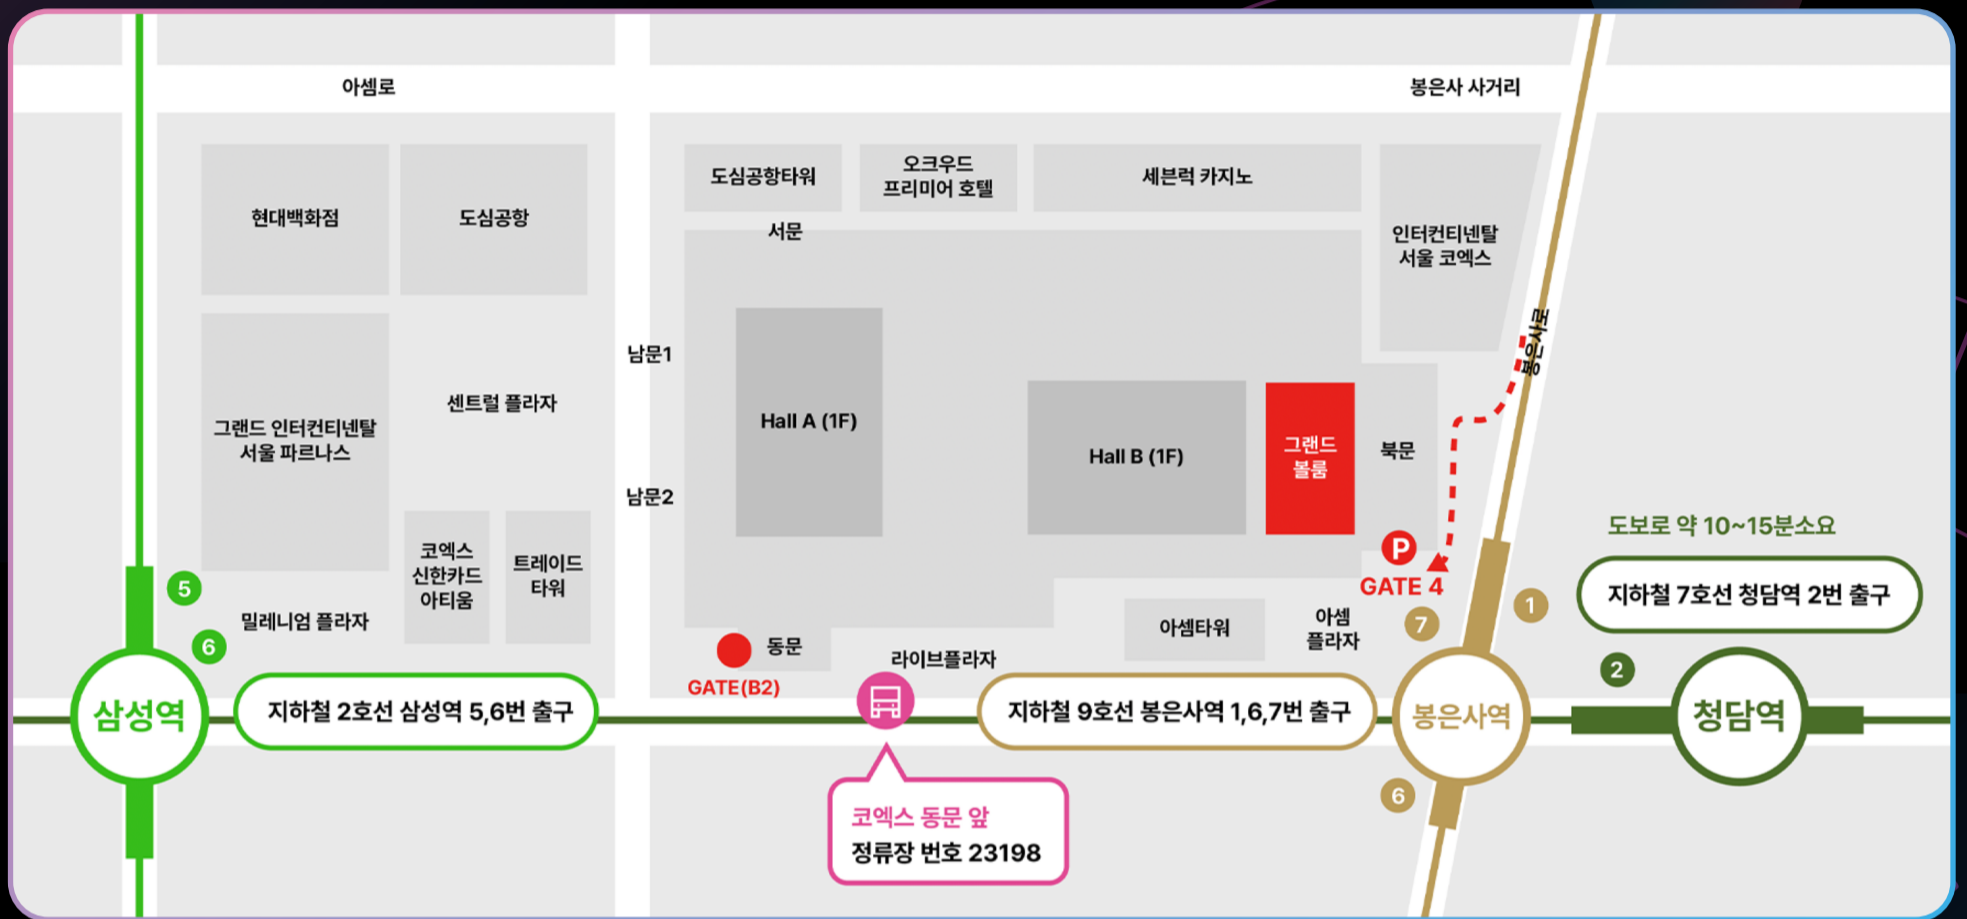 아셈로
봉은사 사거리
현대백화점
도심공항
도심공항타워
오크우드
프리미어 호텔
세븐럭 카지노
인터컨티넨탈
서울 코엑스
서문
봉은사로
남문1
센트럴 플라자
그랜드 인터컨티넨탈
서울 파르나스
Hall A (1F)
Hall B (1F)
그랜드
볼룸
북문
남문2
코엑스
신한카드
아티움
트레이드
타워
P
GATE 4
도보로 약 10~15분소요
지하철 7호선 청담역 2번 출구
5
6
밀레니엄 플라자
동문
GATE(B2)
라이브플라자
아셈타워
아셈
플라자
7
1
2
삼성역
지하철 2호선 삼성역 5,6번 출구
지하철 9호선 봉은사역 1,6,7번 출구
봉은사역
청담역
6
코엑스 동문 앞
정류장 번호 23198